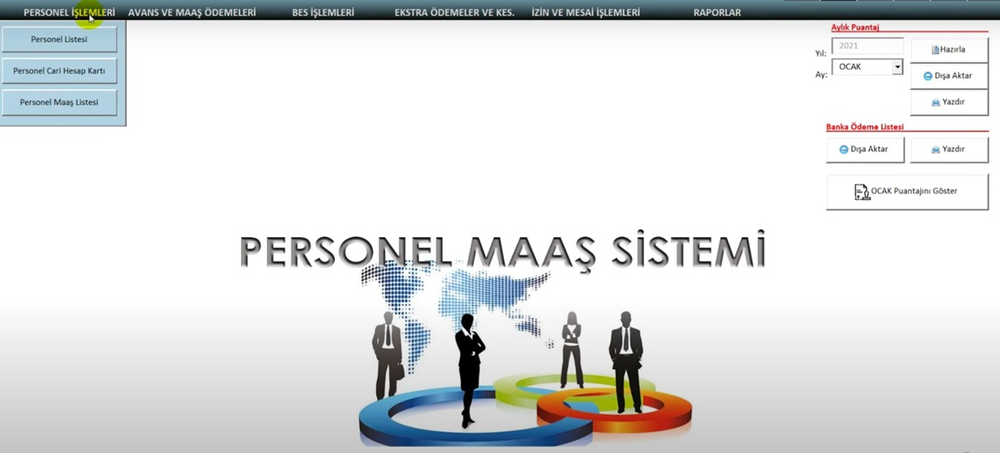 PERSONEL İŞLEMLERİ AVANS VE MAAŞ ÖDEMELERİ BES İŞLEMLERİ EKSTRA ÖDEMELER VE KES. İZİN VE MESAİ İŞLEMLERİ RAPORLAR
Personel Listesi
Personel Cari Hesap Kartı
Personel Maaş Listesi
Aylık Puantaj
Yıl: 2021
Ay: OCAK
Hazırla
Dışa Aktar
Yazdır
Banka Ödeme Listesi
Dışa Aktar Yazdır
OCAK Puantajını Göster
PERSONEL MAAŞ SİSTEMİ